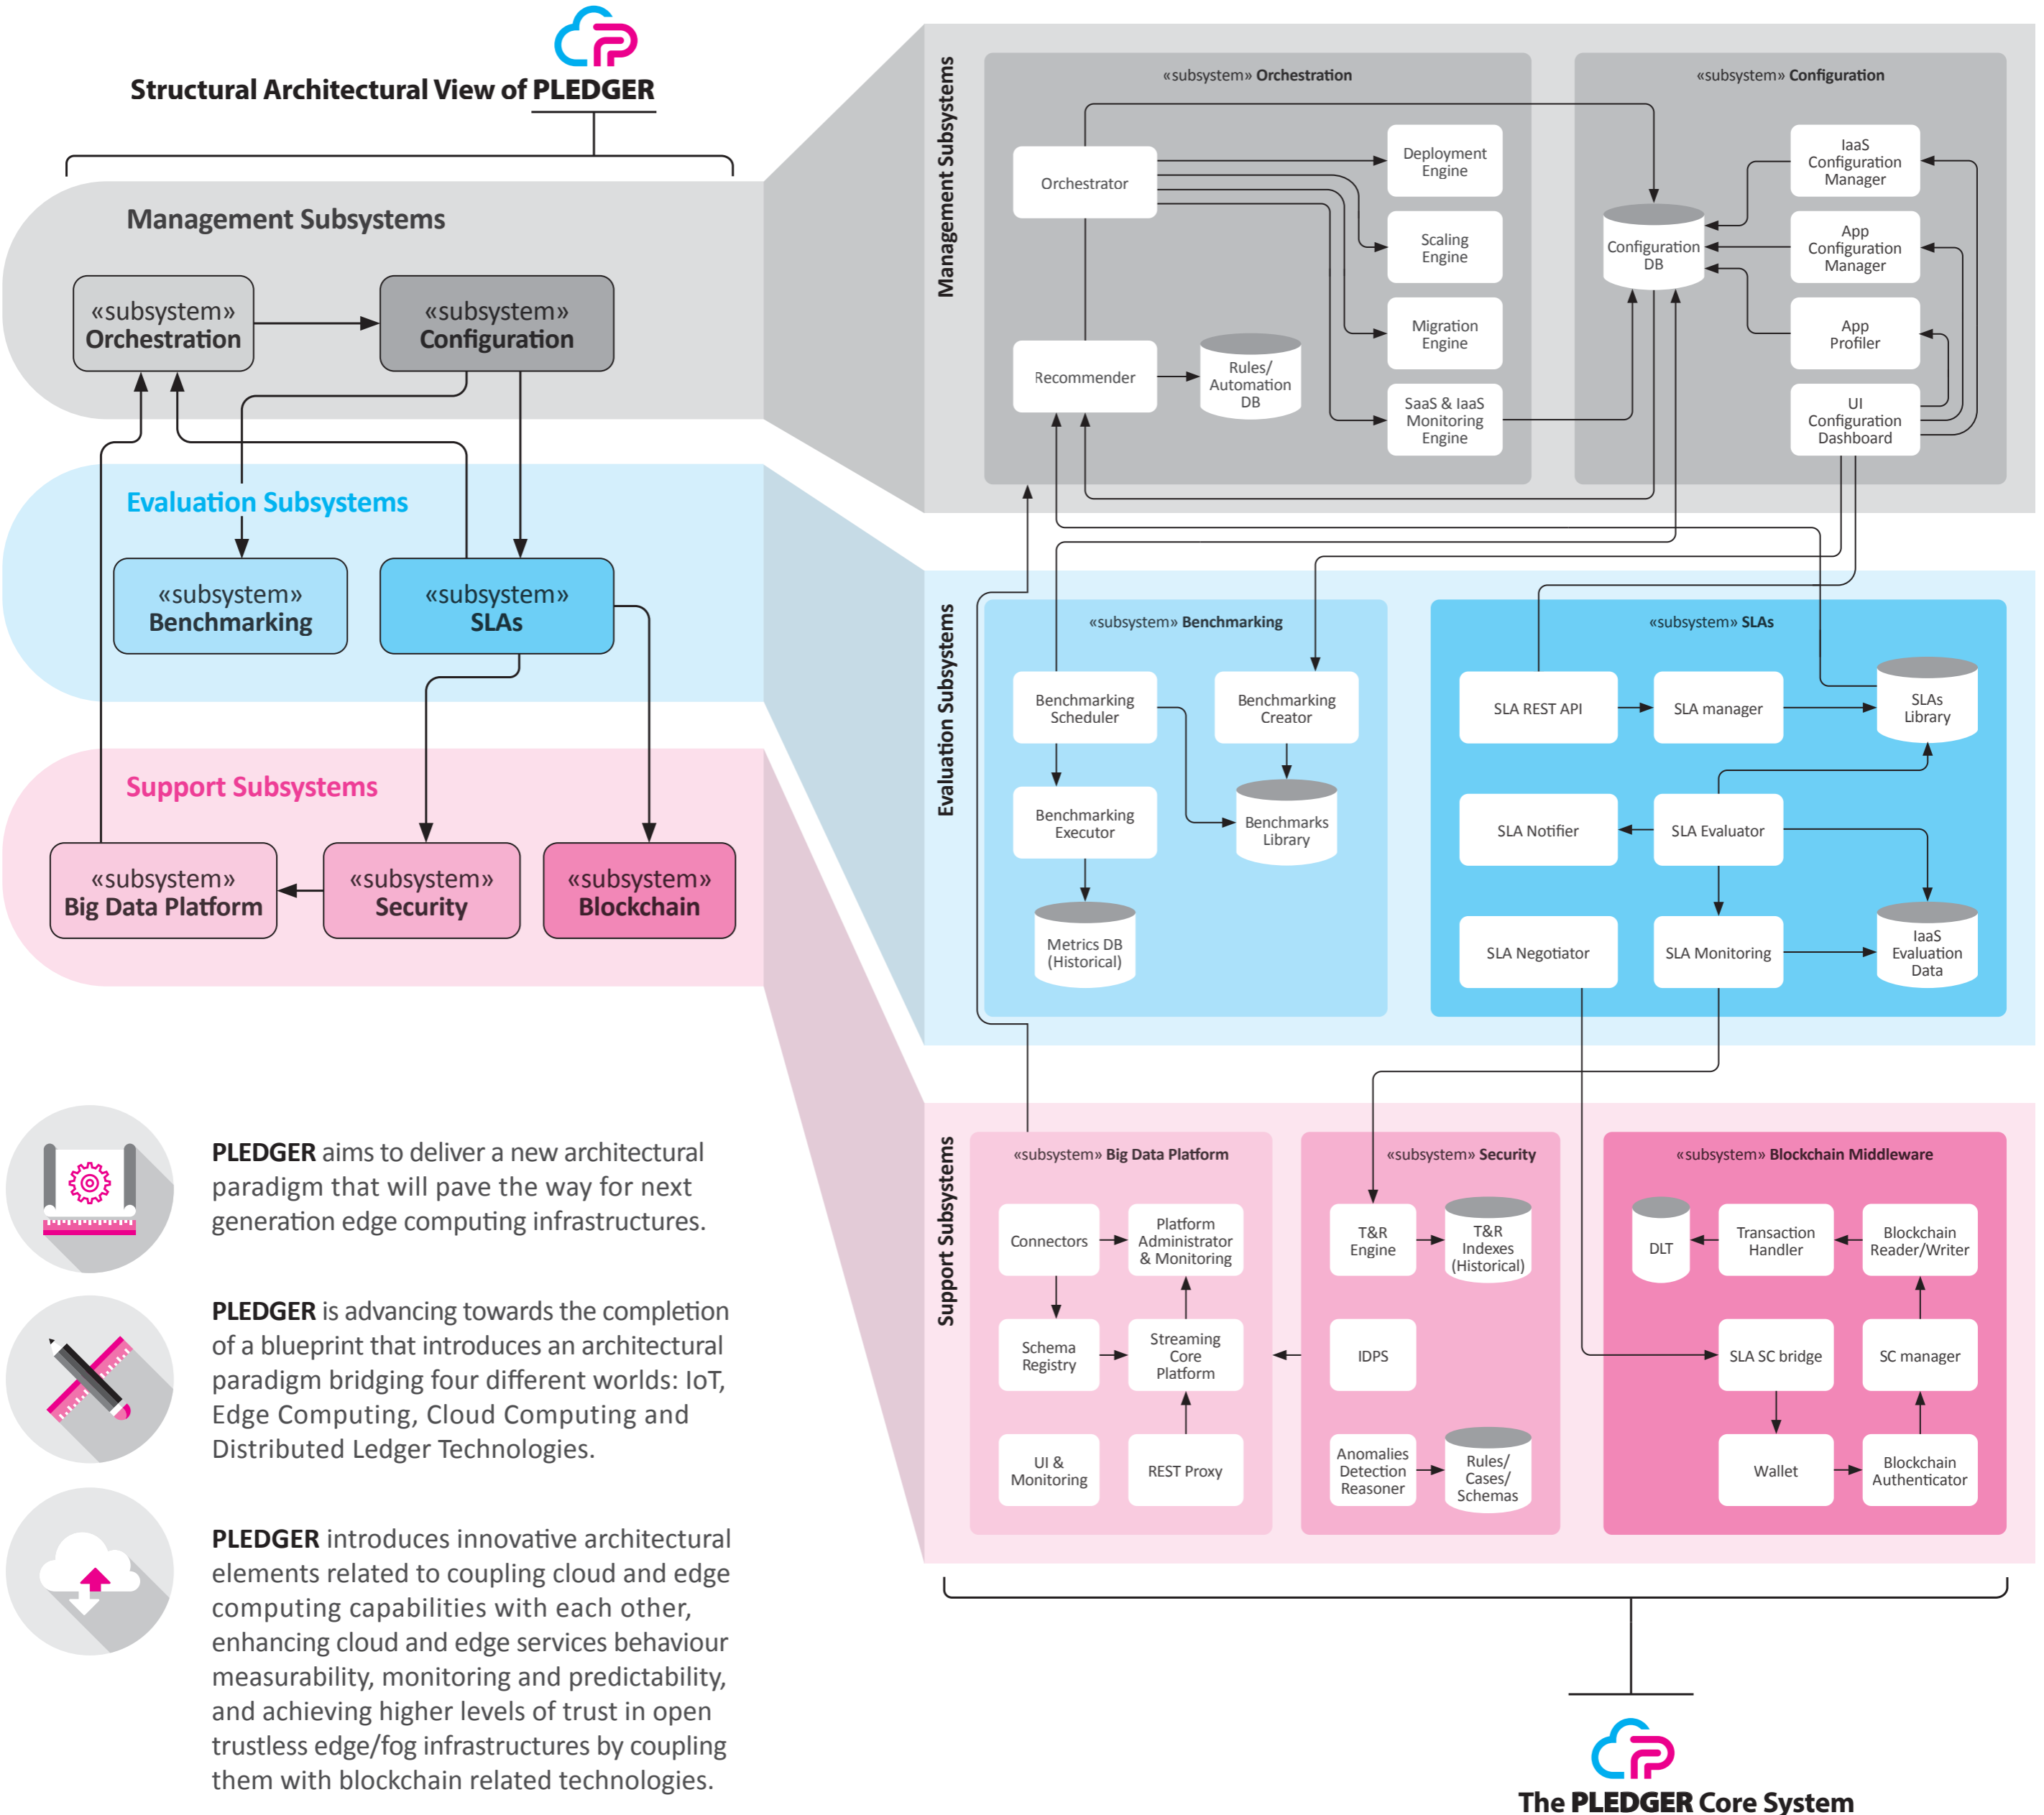 Structural Architectural View of PLEDGER
Management Subsystems
«subsystem»
Orchestration
«subsystem»
Configuration
Evaluation Subsystems
«subsystem»
Benchmarking
«subsystem»
SLAs
Support Subsystems
«subsystem»
Big Data Platform
«subsystem»
Security
«subsystem»
Blockchain
PLEDGER aims to deliver a new architectural
paradigm that will pave the way for next
generation edge computing infrastructures.
PLEDGER is advancing towards the completion
of a blueprint that introduces an architectural
paradigm bridging four different worlds: IoT,
Edge Computing, Cloud Computing and
Distributed Ledger Technologies.
PLEDGER introduces innovative architectural
elements related to coupling cloud and edge
computing capabilities with each other,
enhancing cloud and edge services behaviour
measurability, monitoring and predictability,
and achieving higher levels of trust in open
trustless edge/fog infrastructures by coupling
them with blockchain related technologies.
Management Subsystems
«subsystem» Orchestration
Orchestrator
Deployment
Engine
Scaling
Engine
Migration
Engine
Recommender
Rules/
Automation
DB
SaaS & IaaS
Monitoring
Engine
«subsystem» Configuration
IaaS
Configuration
Manager
Configuration
DB
App
Configuration
Manager
App
Profiler
UI
Configuration
Dashboard
Evaluation Subsystems
«subsystem» Benchmarking
Benchmarking
Scheduler
Benchmarking
Creator
Benchmarking
Executor
Benchmarks
Library
Metrics DB
(Historical)
«subsystem» SLAs
SLA REST API
SLA manager
SLAs
Library
SLA Notifier
SLA Evaluator
SLA Negotiator
SLA Monitoring
IaaS
Evaluation
Data
Support Subsystems
«subsystem» Big Data Platform
Connectors
Platform
Administrator
& Monitoring
Schema
Registry
Streaming
Core
Platform
UI &
Monitoring
REST Proxy
«subsystem» Security
T&R
Engine
T&R
Indexes
(Historical)
IDPS
Anomalies
Detection
Reasoner
Rules/
Cases/
Schemas
«subsystem» Blockchain Middleware
DLT
Transaction
Handler
Blockchain
Reader/Writer
SLA SC bridge
SC manager
Wallet
Blockchain
Authenticator
The PLEDGER Core System